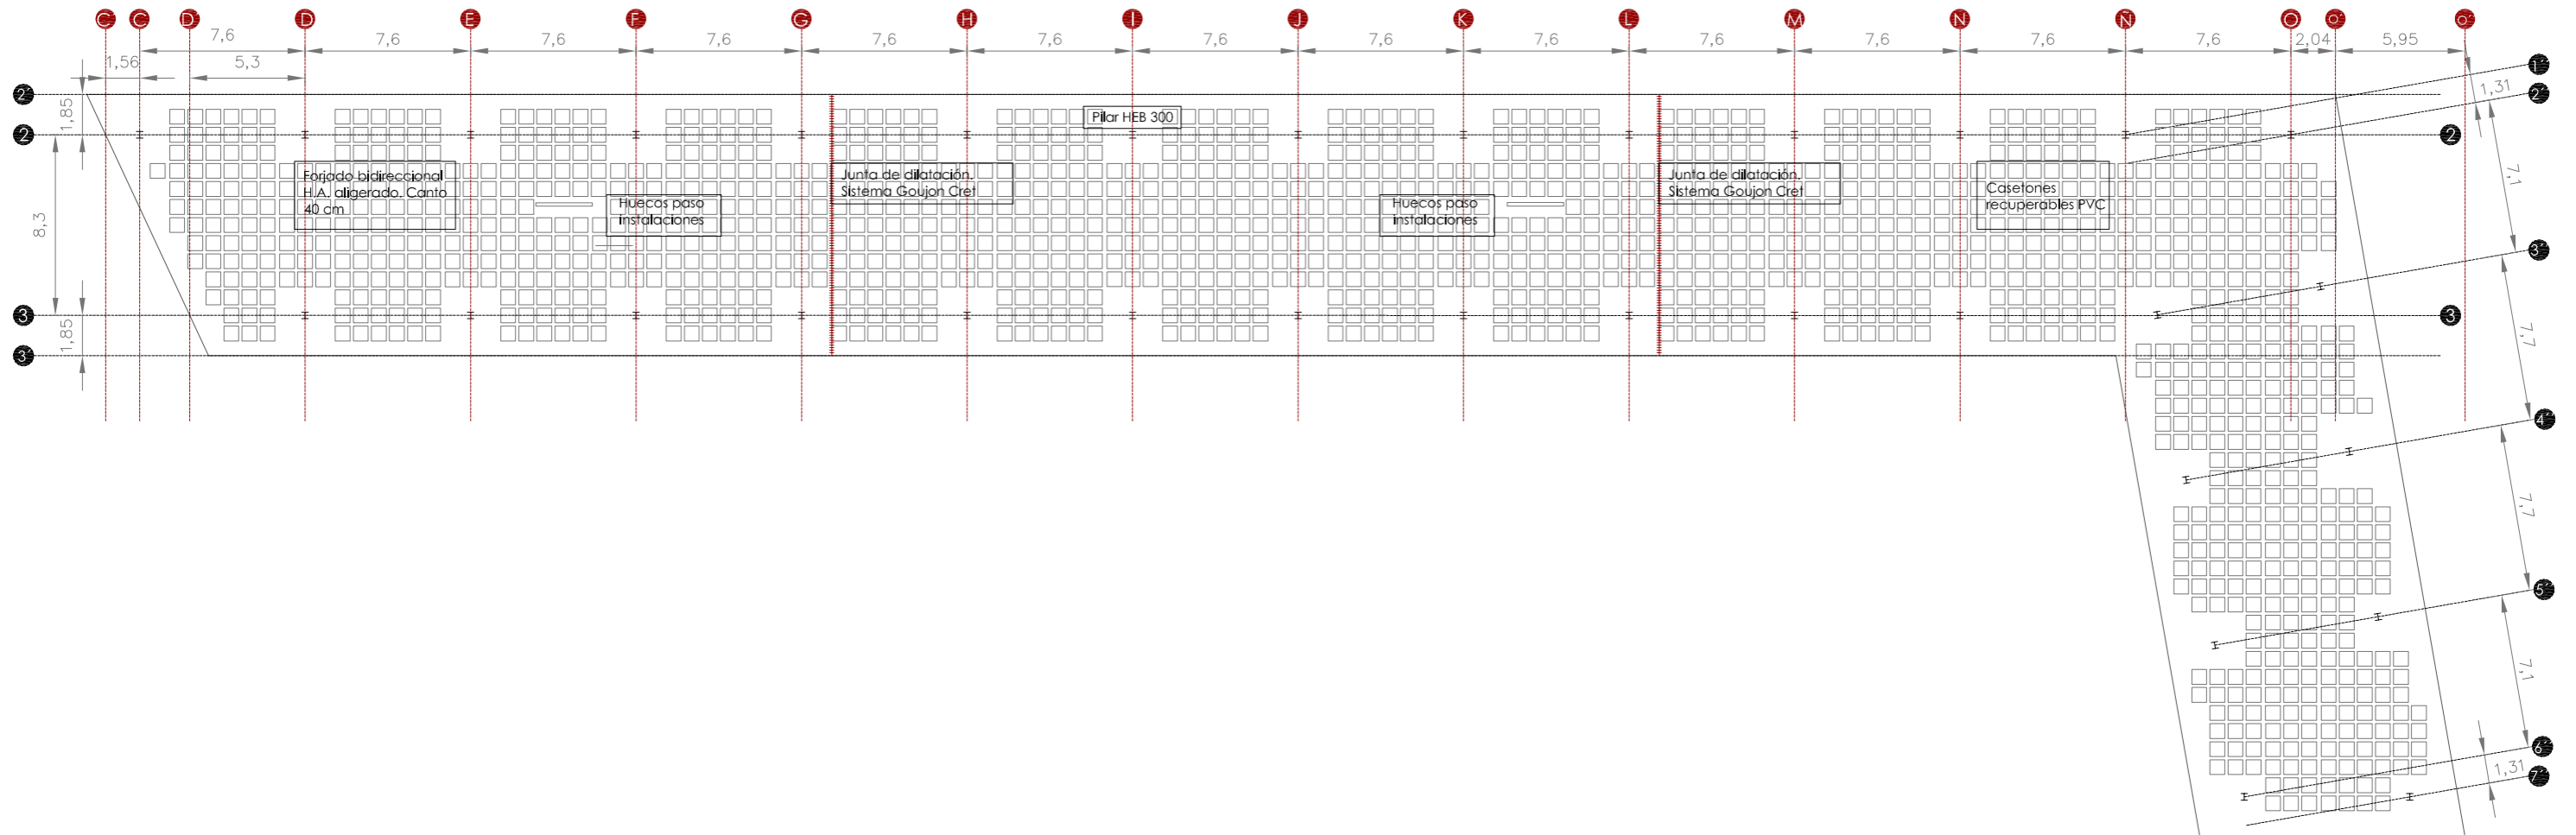 C' C D' D E F G H I J K L M N Ñ O O' O''
7,6 7,6 7,6 7,6 7,6 7,6 7,6 7,6 7,6 7,6 7,6 7,6 7,6 2,04 5,95
1,56 5,3
1''
2'
1,85
1,31
2''
Pilar HEB 300
2
2
Forjado bidireccional
H.A. aligerado. Canto
40 cm
Huecos paso
instalaciones
Junta de dilatación.
Sistema Goujon Cret
Huecos paso
instalaciones
Junta de dilatación.
Sistema Goujon Cret
Casetones
recuperables PVC
7,1
8,3
3''
3
3
1,85
7,7
3'
4''
7,7
5''
7,1
6''
1,31
7''